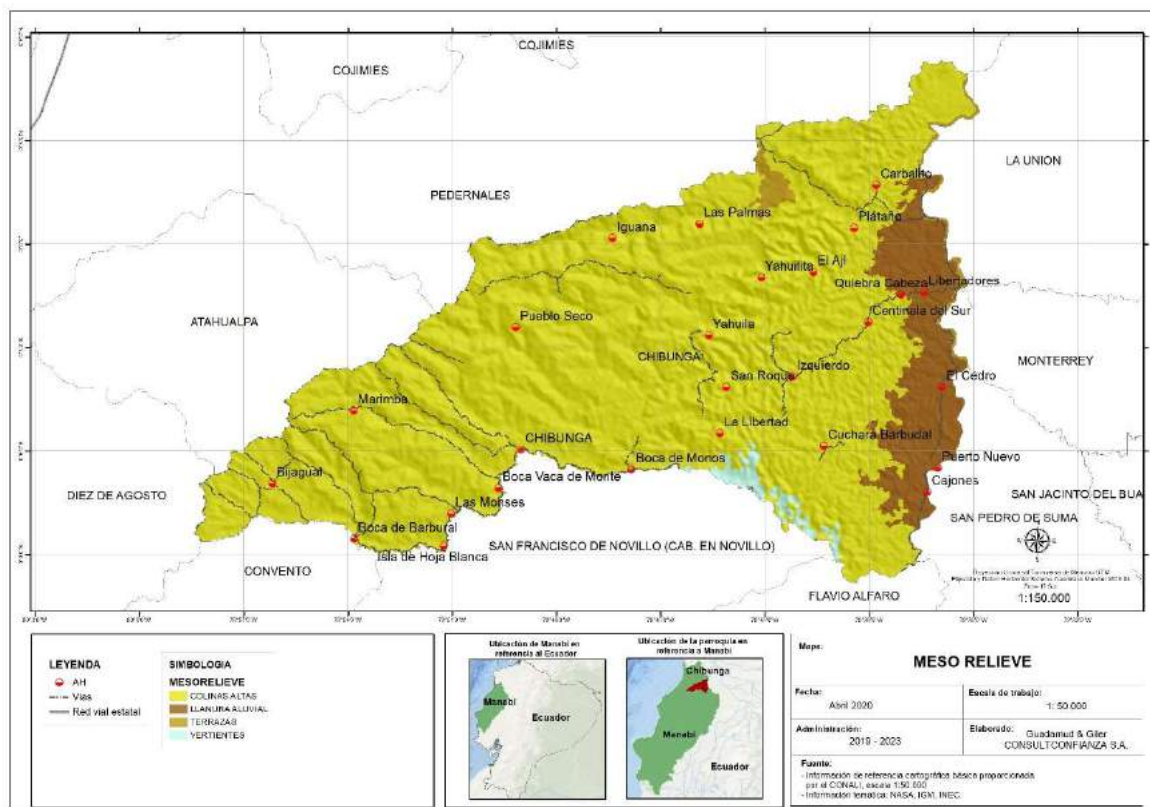 COJIMIES
COJIMIES
LA UNION
PEDERNALES
Carbalito
Las Palmas
Plátano
Iguana
El Ají
Yahuilita
Quiebra Cabeza
Libertadores
Centinala del Sur
ATAHUALPA
Pueblo Seco
Yahuila
CHIBUNGA
MONTERREY
Izquierdo
San Roque
El Cedro
Marimba
La Libertad
CHIBUNGA
Cuchara Barbudal
Boca de Monos
Puerto Nuevo
Bijagual
Boca Vaca de Monte
Cajones
DIEZ DE AGOSTO
SAN JACINTO DEL BUA
Las Monses
SAN PEDRO DE SUMA
Boca de Barbural
SAN FRANCISCO DE NOVILLO (CAB. EN NOVILLO)
Isla de Hoja Blanca
CONVENTO
FLAVIO ALFARO
1:150.000
LEYENDA
AH
Vias
Red vial estatal
SIMBOLOGIA
MESORELIEVE
COLINAS ALTAS
LLANURA ALUVIAL
TERRAZAS
VERTIENTES
Ubicación de Manabí en
referencia al Ecuador
Manabí
Ecuador
Ubicación de la parroquia en
referencia a Manabí
Chibunga
Manabí
Ecuador
Mapa:
MESO RELIEVE
Fecha:
Abril 2020
Escala de trabajo:
1: 50 000
Administración:
2019 - 2023
Elaborado:
Guadamud & Giler
CONSULTCONFIANZA S.A.
Fuente:
- Información de referencia cartográfica básica proporcionada
por el CONALI, escala 1:50.000
- Información temática: NASA, IGM, INEC.